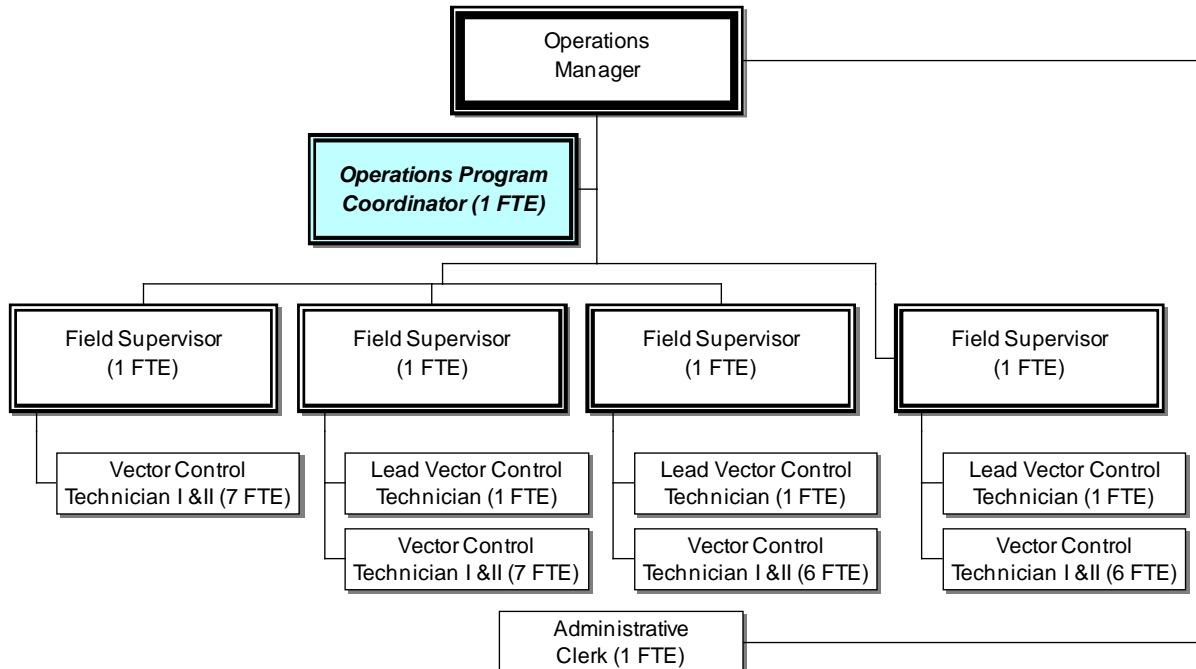 Operations
Manager
Operations Program
Coordinator (1 FTE)
Field Supervisor
(1 FTE)
Field Supervisor
(1 FTE)
Field Supervisor
(1 FTE)
Field Supervisor
(1 FTE)
Vector Control
Technician I &II (7 FTE)
Lead Vector Control
Technician (1 FTE)
Lead Vector Control
Technician (1 FTE)
Lead Vector Control
Technician (1 FTE)
Vector Control
Technician I &II (7 FTE)
Vector Control
Technician I &II (6 FTE)
Vector Control
Technician I &II (6 FTE)
Administrative
Clerk (1 FTE)